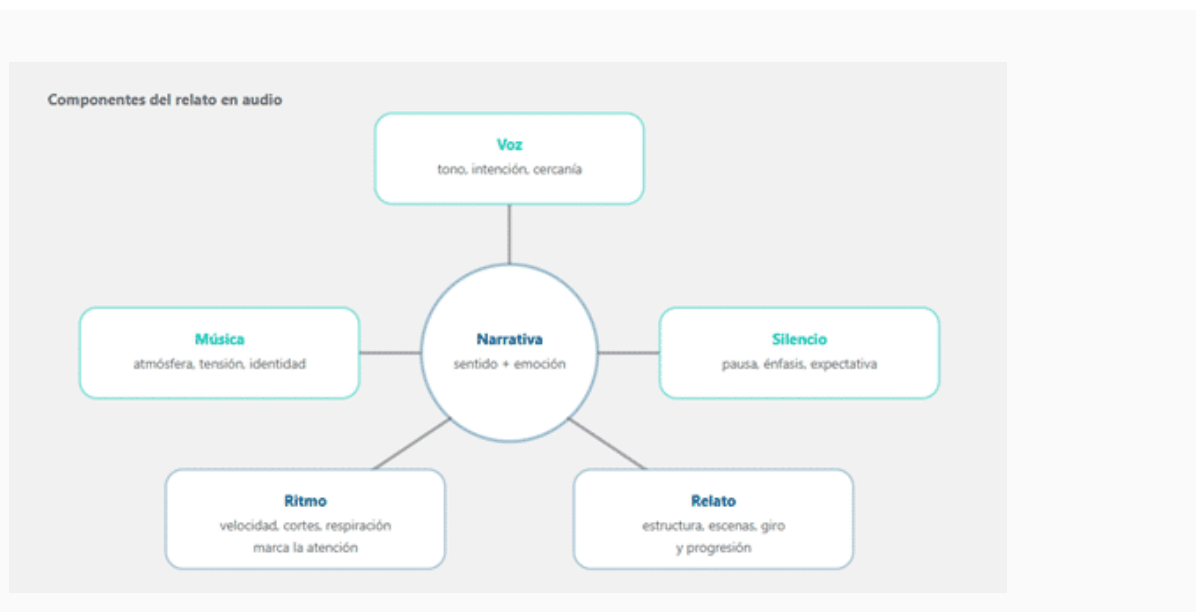 Componentes del relato en audio
Voz
tono, intención, cercanía
Música
atmósfera, tensión, identidad
Narrativa
sentido + emoción
Silencio
pausa, énfasis, expectativa
Ritmo
velocidad, cortes, respiración
marca la atención
Relato
estructura, escenas, giro
y progresión